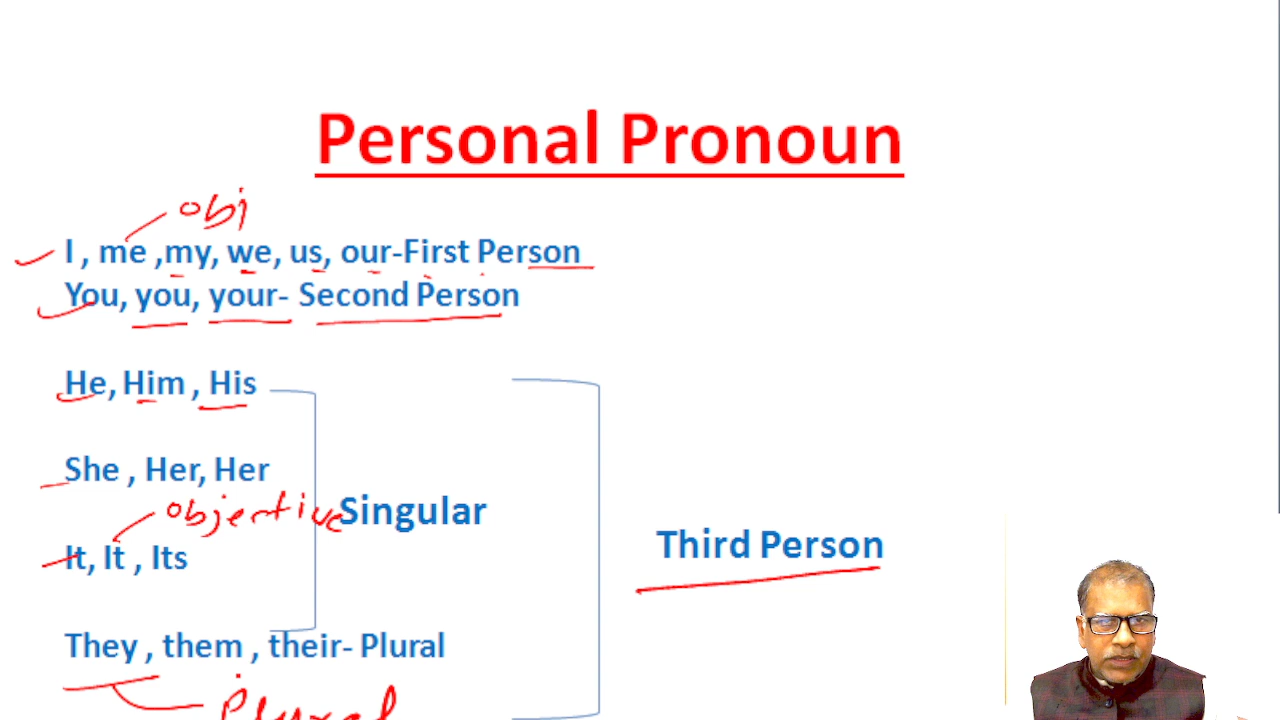 Personal Pronoun
obj
I , me ,my, we, us, our-First Person
You, you, your- Second Person
He, Him , His
She , Her, Her
objective
Singular
Third Person
It, It , Its
They , them , their- Plural
Plural